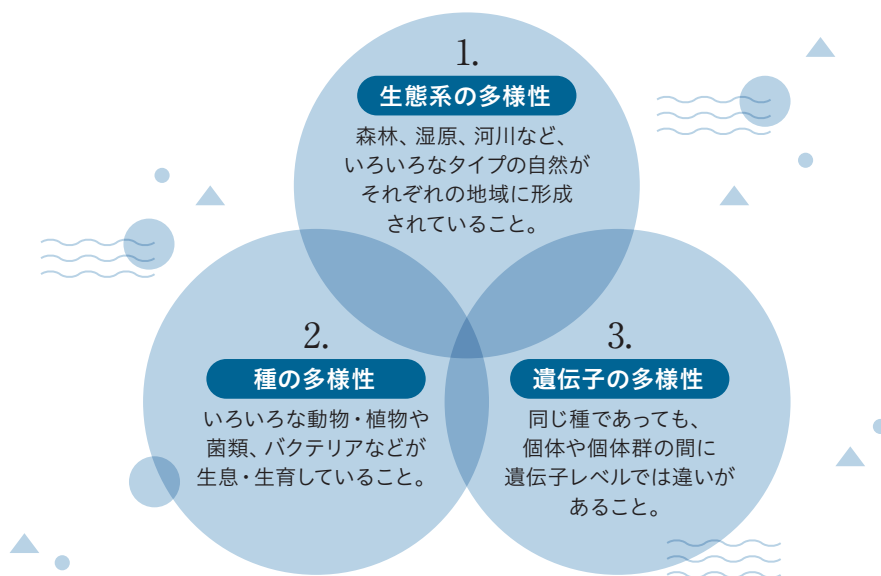 1.
生態系の多様性
森林、湿原、河川など、
いろいろなタイプの自然が
それぞれの地域に形成
されていること。
2.
種の多様性
いろいろな動物・植物や
菌類、バクテリアなどが
生息・生育していること。
3.
遺伝子の多様性
同じ種であっても、
個体や個体群の間に
遺伝子レベルでは違いが
あること。